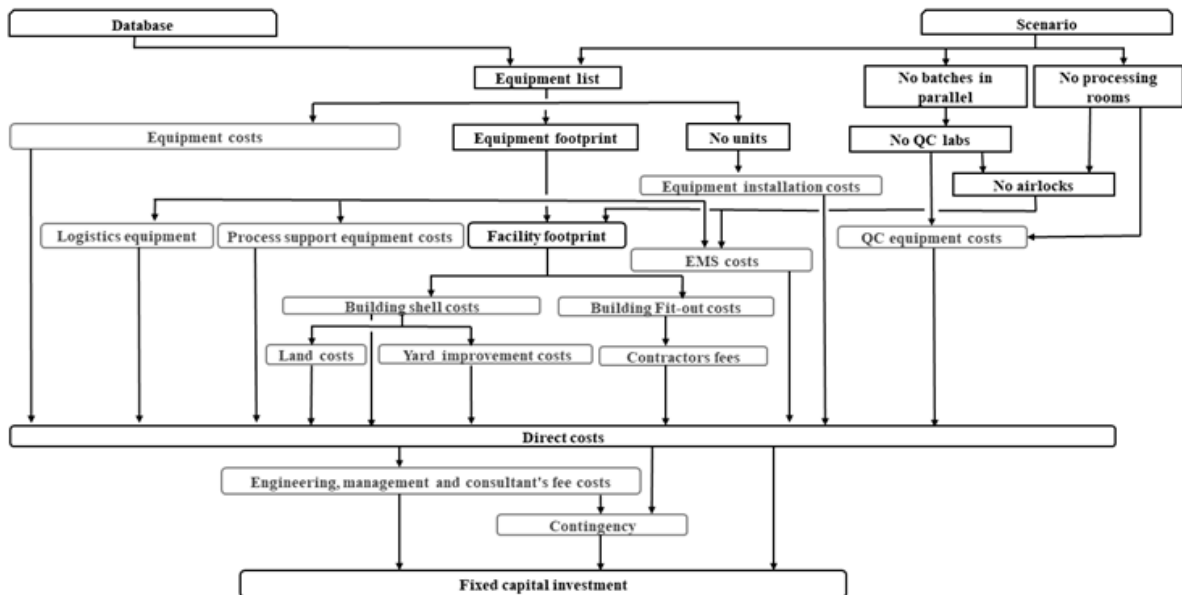 Database
Scenario
Equipment list
No batches in
parallel
No processing
rooms
Equipment costs
Equipment footprint
No units
No QC labs
Equipment installation costs
No airlocks
Logistics equipment
Process support equipment costs
Facility footprint
EMS costs
QC equipment costs
Building shell costs
Building Fit-out costs
Land costs
Yard improvement costs
Contractors fees
Direct costs
Engineering, management and consultant's fee costs
Contingency
Fixed capital investment